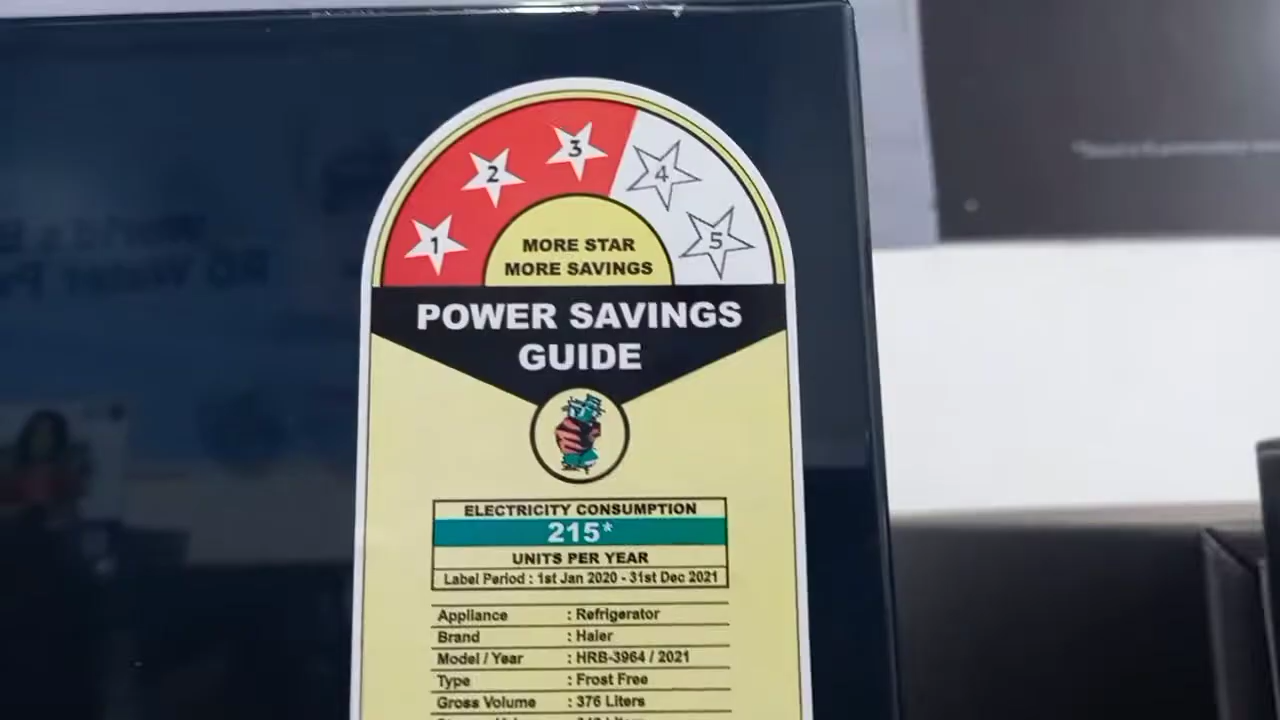 1
2
3
4
5
MORE STAR
MORE SAVINGS
POWER SAVINGS
GUIDE
ELECTRICITY CONSUMPTION
215*
UNITS PER YEAR
Label Period : 1st Jan 2020 - 31st Dec 2021
Appliance : Refrigerator
Brand : Haier
Model / Year : HRB-3964 / 2021
Type : Frost Free
Gross Volume : 376 Liters